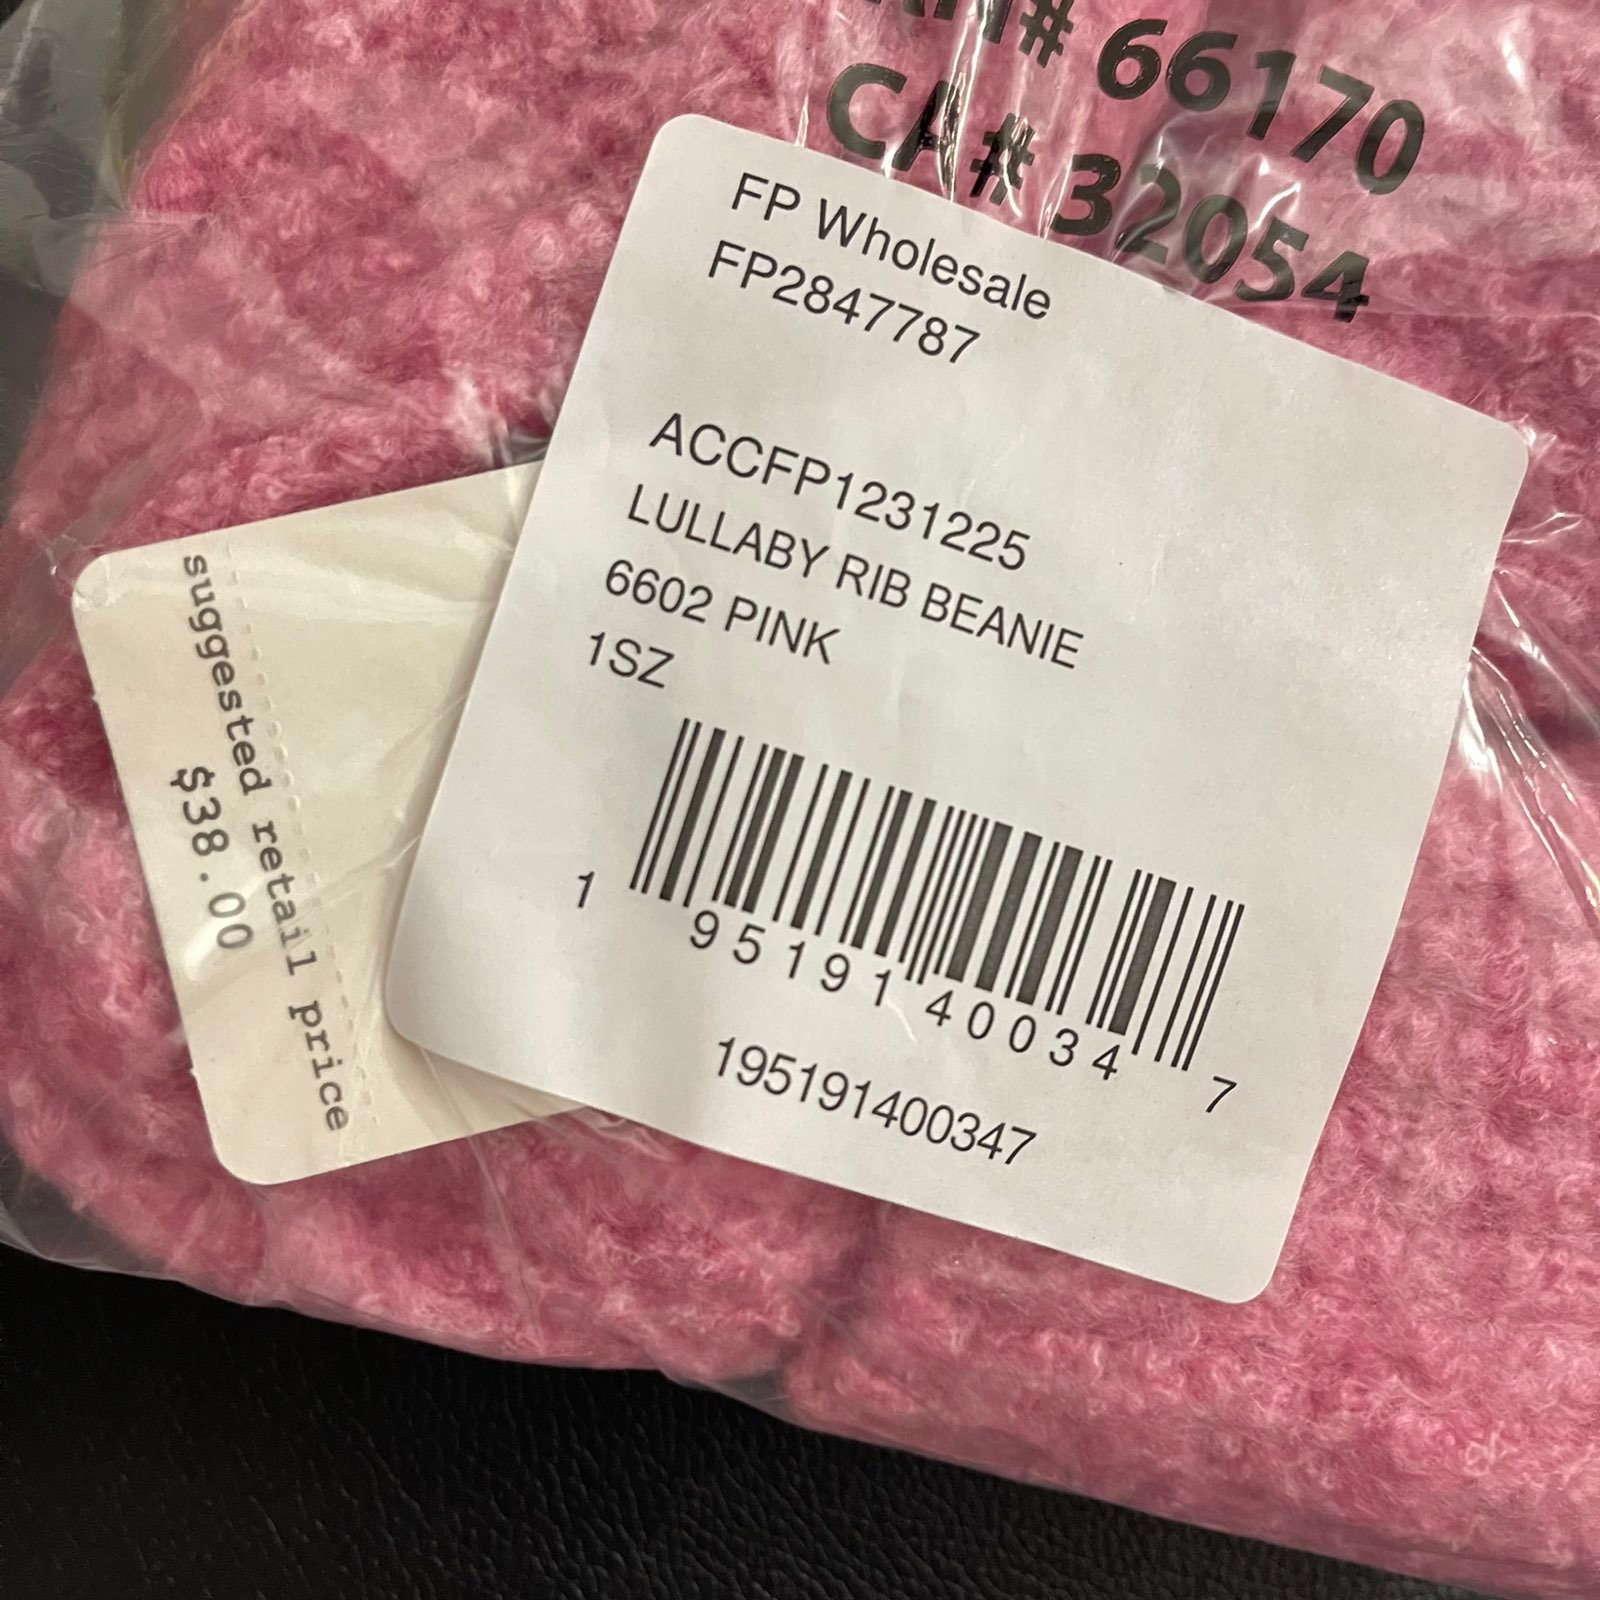 # 66170
CA# 32054
FP Wholesale
FP2847787
ACCFP1231225
LULLABY RIB BEANIE
6602 PINK
1SZ
1 95191 40034 7
195191400347
suggested retail price
$38.00